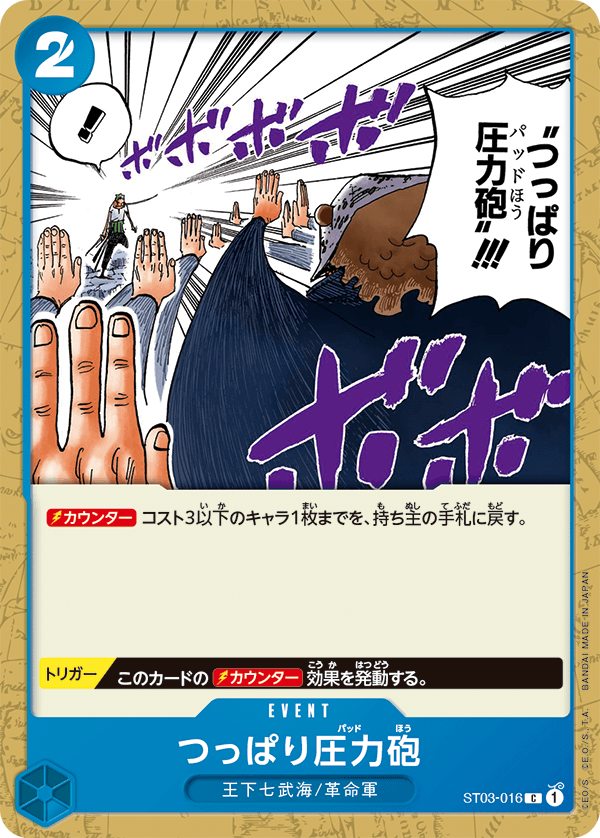 2
!!
ボボボボ
“つっぱり
圧力砲”!!!
パッドほう
ボボ
カウンター コスト3以下のキャラ1枚までを、持ち主の手札に戻す。
トリガー このカードの カウンター 効果を発動する。
EVENT
つっぱり圧力砲
パッド ほう
王下七武海/革命軍
ST03-016 C 1
©E.O./S. ©E.O./S.,T.A. BANDAI MADE IN JAPAN